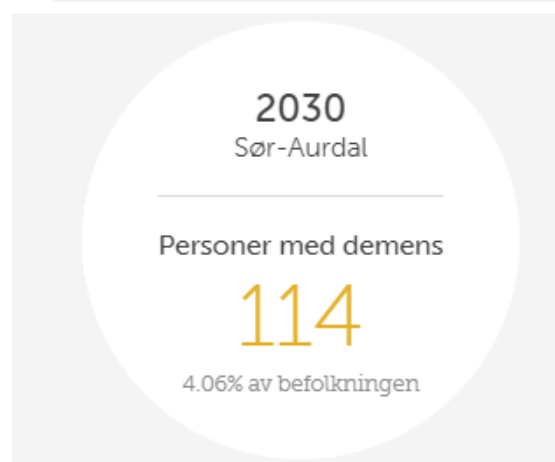 2030
Sør-Aurdal
Personer med demens
114
4.06% av befolkningen